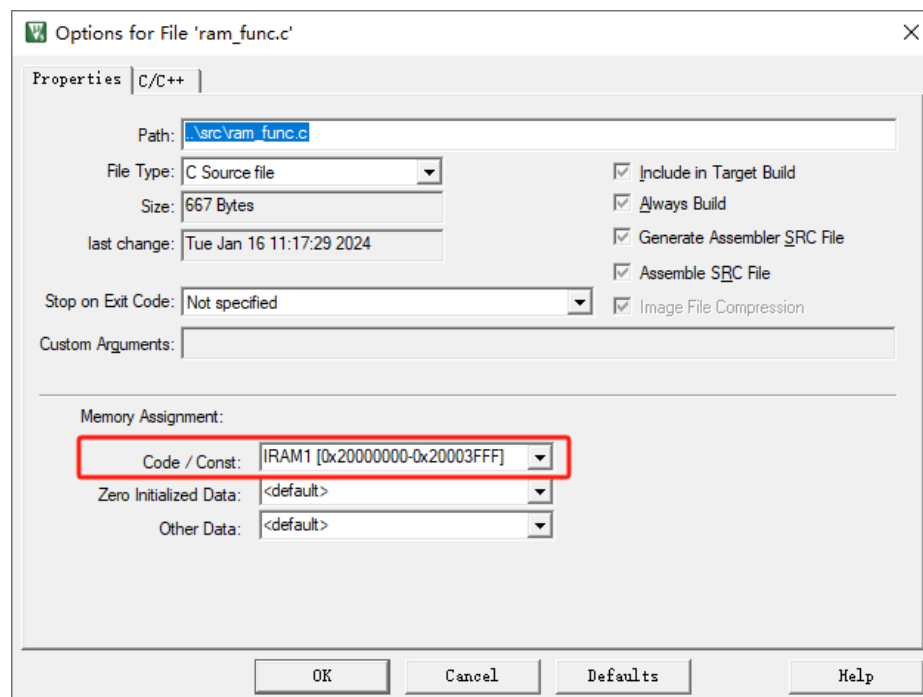 Options for File 'ram_func.c'
Properties C/C++
Path: ..\src\ram_func.c
File Type: C Source file
Include in Target Build
Size: 667 Bytes
Always Build
last change: Tue Jan 16 11:17:29 2024
Generate Assembler SRC File
Assemble SRC File
Stop on Exit Code: Not specified
Image File Compression
Custom Arguments:
Memory Assignment:
Code / Const: IRAM1 [0x20000000-0x20003FFF]
Zero Initialized Data: <default>
Other Data: <default>
OK Cancel Defaults Help